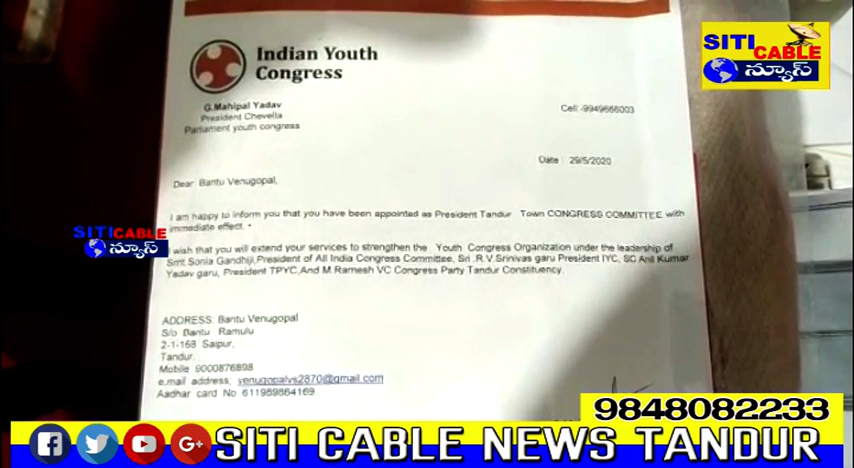 Indian Youth
Congress
G.Mahipal Yadav
President Chevella
Parliament youth congress
Cell:-9949666003
Date : 29/5/2020
Dear Bantu Venugopal,
I am happy to inform you that you have been appointed as President Tandur Town CONGRESS COMMITTEE with
immediate effect.
I wish that you will extend your services to strengthen the Youth Congress Organization under the leadership of
Smt Sonia Gandhiji,President of All India Congress Committee, Sri .R.V.Srinivas garu President IYC, SC Anil Kumar
Yadav garu, President TPYC,And M.Ramesh VC Congress Party Tandur Constituency
ADDRESS: Bantu Venugopal
S/o Bantu Ramulu
2-1-168 Saipur,
Tandur.
Mobile 9000876898
e.mail address; venugopalvs2870@gmail.com
Aadhar card No 611989864169
SITI
CABLE
న్యూస్
SITI CABLE
న్యూస్
9848082233
SITI CABLE NEWS TANDUR